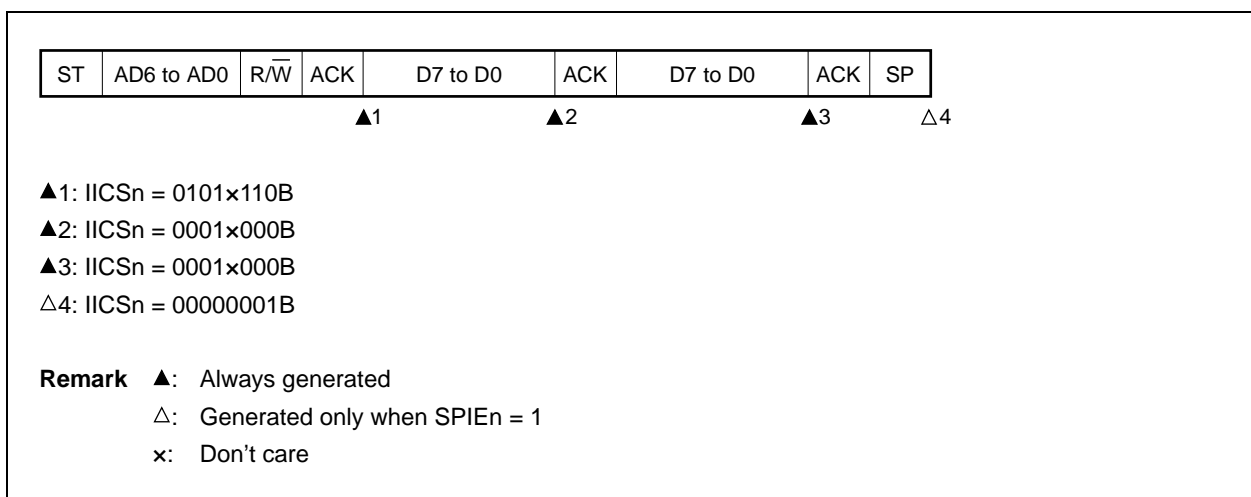 ST AD6 to AD0 R/W̅ ACK D7 to D0 ACK D7 to D0 ACK SP
▲1 ▲2 ▲3 △4
▲1: IICSn = 0101×110B
▲2: IICSn = 0001×000B
▲3: IICSn = 0001×000B
△4: IICSn = 00000001B
Remark ▲: Always generated
△: Generated only when SPIEn = 1
×: Don't care